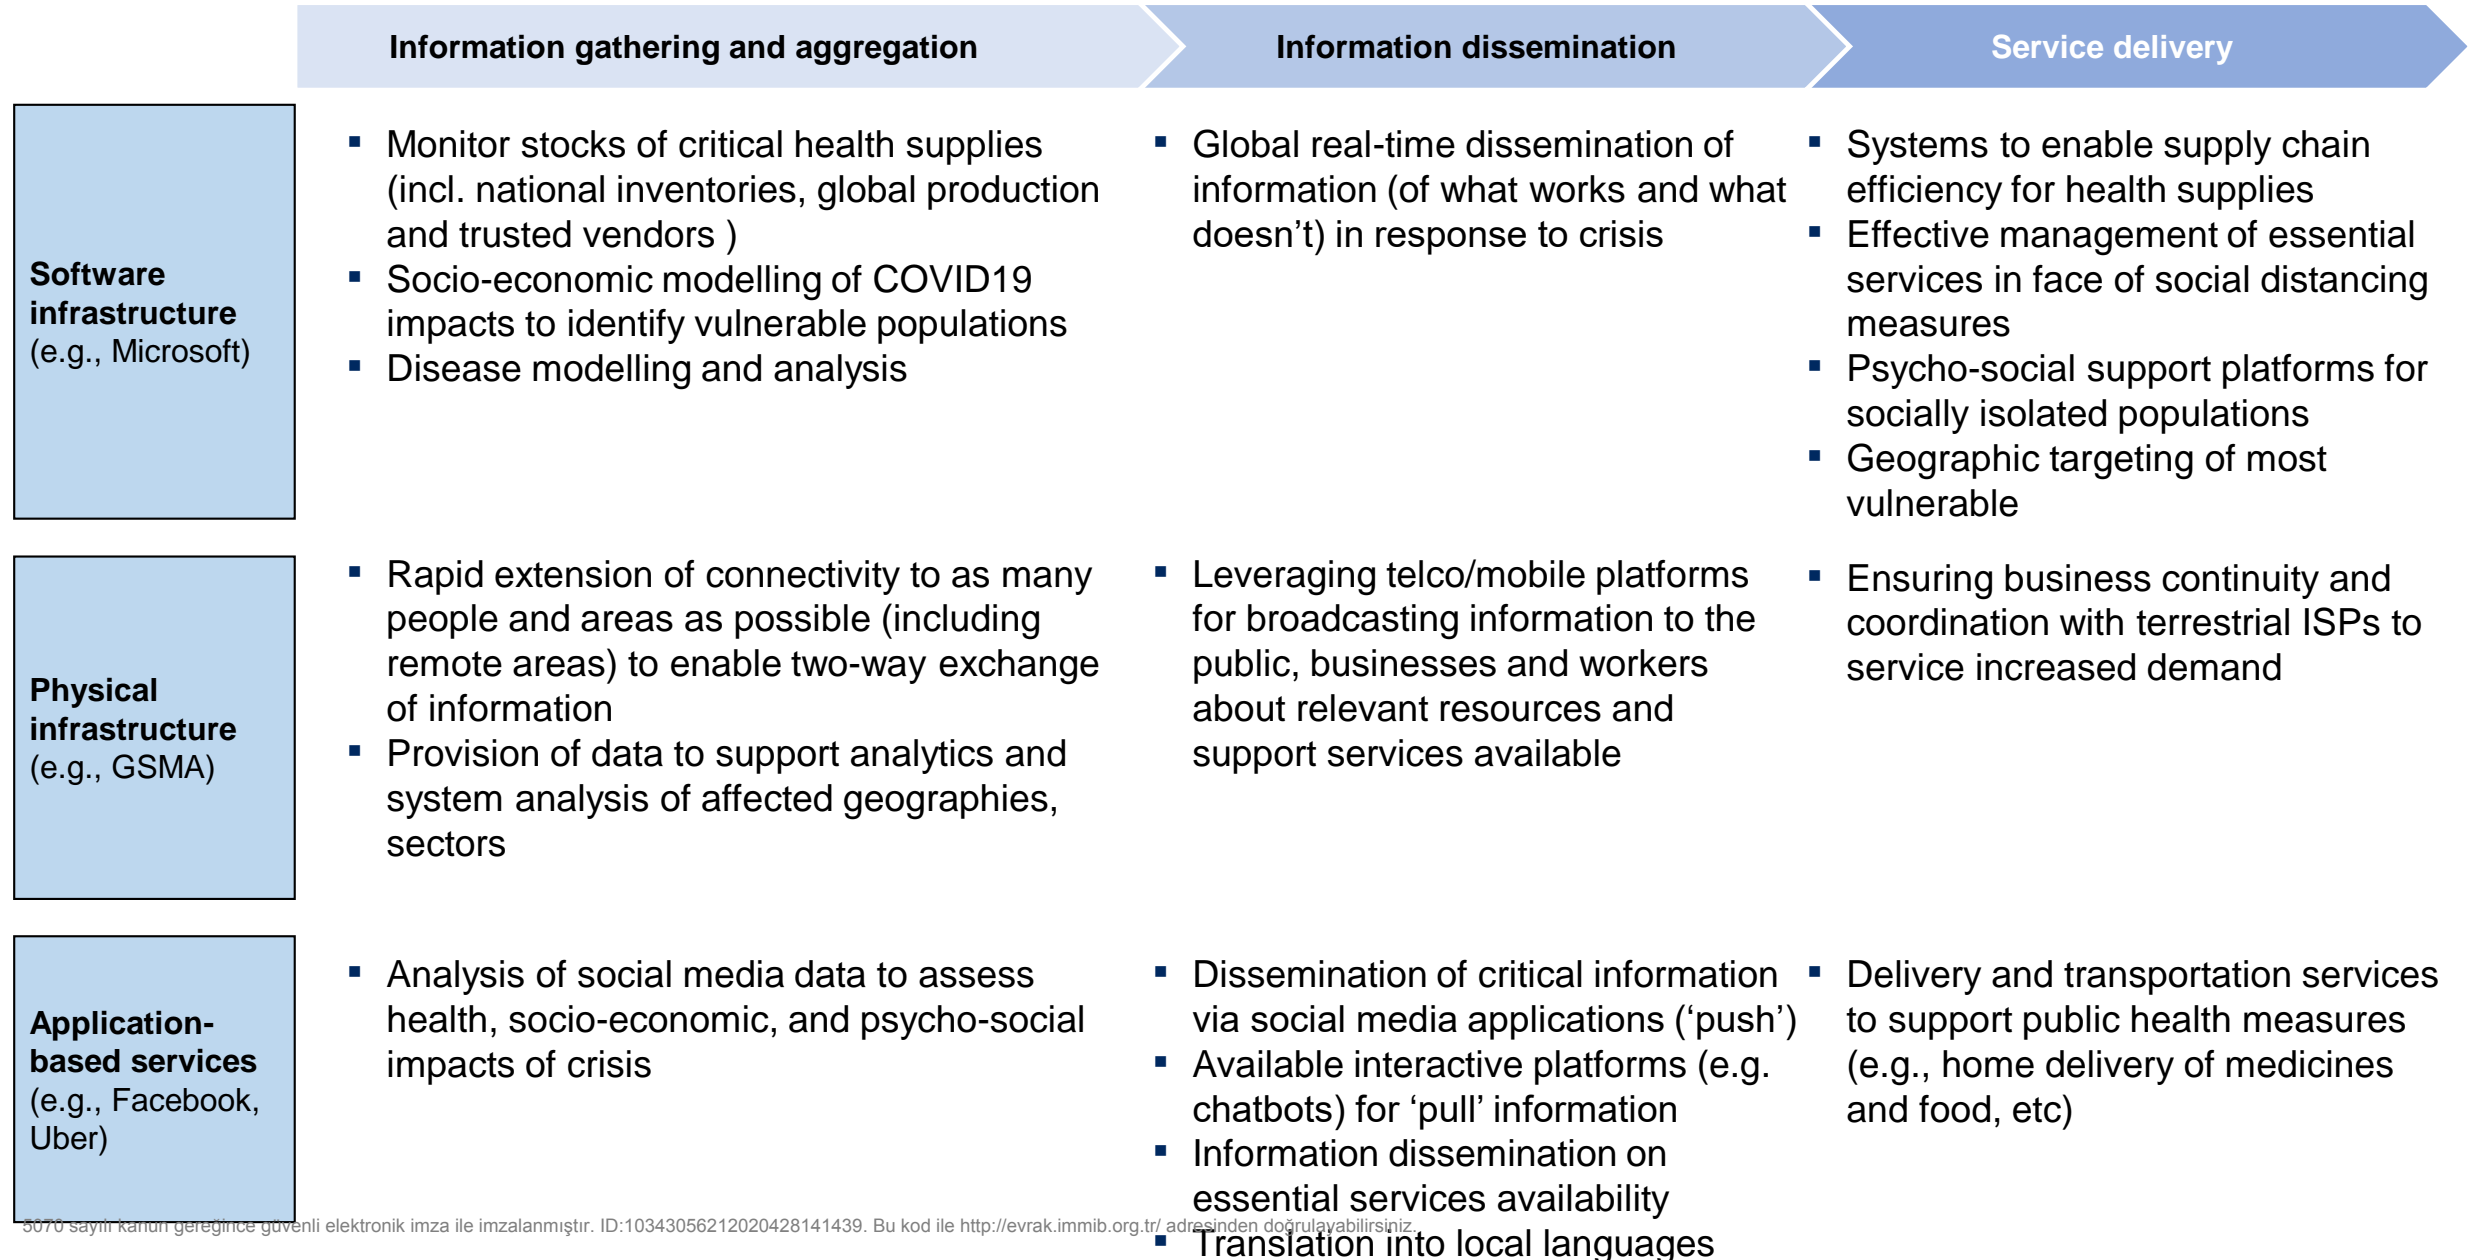 Information gathering and aggregation
Information dissemination
Service delivery
Software
infrastructure
(e.g., Microsoft)
▪ Monitor stocks of critical health supplies
(incl. national inventories, global production
and trusted vendors )
▪ Socio-economic modelling of COVID19
impacts to identify vulnerable populations
▪ Disease modelling and analysis
▪ Global real-time dissemination of
information (of what works and what
doesn’t) in response to crisis
▪ Systems to enable supply chain
efficiency for health supplies
▪ Effective management of essential
services in face of social distancing
measures
▪ Psycho-social support platforms for
socially isolated populations
▪ Geographic targeting of most
vulnerable
Physical
infrastructure
(e.g., GSMA)
▪ Rapid extension of connectivity to as many
people and areas as possible (including
remote areas) to enable two-way exchange
of information
▪ Provision of data to support analytics and
system analysis of affected geographies,
sectors
▪ Leveraging telco/mobile platforms
for broadcasting information to the
public, businesses and workers
about relevant resources and
support services available
▪ Ensuring business continuity and
coordination with terrestrial ISPs to
service increased demand
Application-
based services
(e.g., Facebook,
Uber)
▪ Analysis of social media data to assess
health, socio-economic, and psycho-social
impacts of crisis
▪ Dissemination of critical information
via social media applications (‘push’)
▪ Available interactive platforms (e.g.
chatbots) for ‘pull’ information
▪ Information dissemination on
essential services availability
▪ Translation into local languages
▪ Delivery and transportation services
to support public health measures
(e.g., home delivery of medicines
and food, etc)
5070 sayılı kanun gereğince güvenli elektronik imza ile imzalanmıştır. ID:10343056212020428141439. Bu kod ile http://evrak.immib.org.tr/ adresinden doğrulayabilirsiniz.